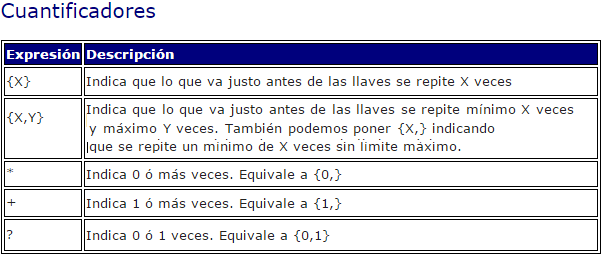 Cuantificadores
Expresión Descripción
{X} Indica que lo que va justo antes de las llaves se repite X veces
{X,Y} Indica que lo que va justo antes de las llaves se repite mínimo X veces
y máximo Y veces. También podemos poner {X,} indicando
que se repite un minimo de X veces sin limite màximo.
* Indica 0 ó más veces. Equivale a {0,}
+ Indica 1 ó más veces. Equivale a {1,}
? Indica 0 ó 1 veces. Equivale a {0,1}